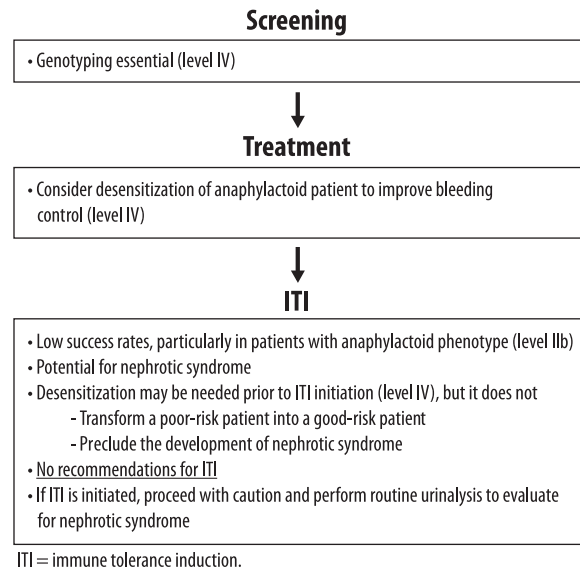 Screening
• Genotyping essential (level IV)
Treatment
• Consider desensitization of anaphylactoid patient to improve bleeding
control (level IV)
ITI
• Low success rates, particularly in patients with anaphylactoid phenotype (level IIb)
• Potential for nephrotic syndrome
• Desensitization may be needed prior to ITI initiation (level IV), but it does not
- Transform a poor-risk patient into a good-risk patient
- Preclude the development of nephrotic syndrome
• No recommendations for ITI
• If ITI is initiated, proceed with caution and perform routine urinalysis to evaluate
for nephrotic syndrome
ITI = immune tolerance induction.